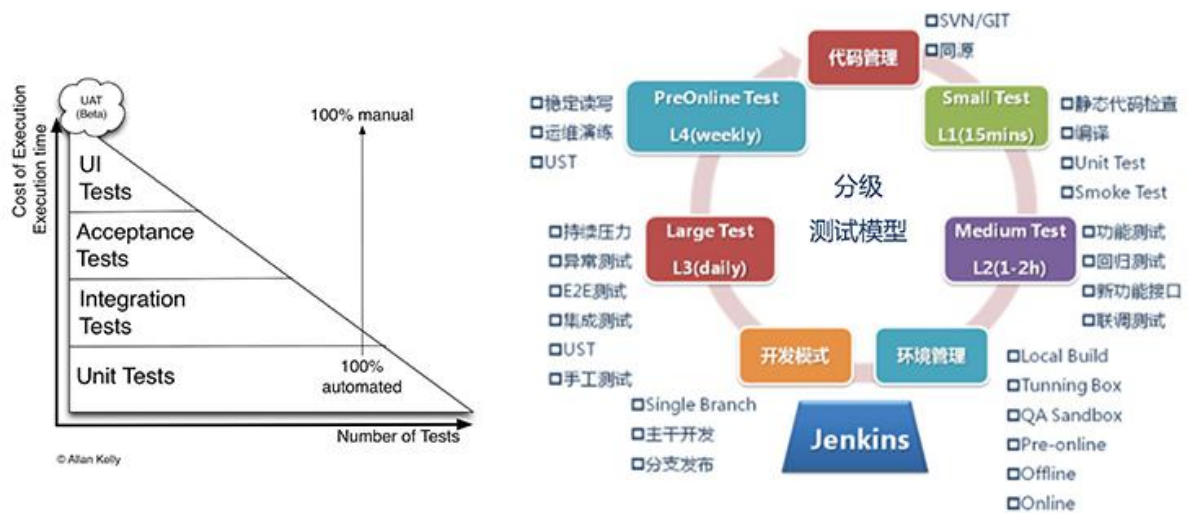 UAT
(Beta)
Cost of Execution
Execution time
100% manual
UI
Tests
Acceptance
Tests
Integration
Tests
Unit Tests
100%
automated
Number of Tests
© Allan Kelly
代码管理
SVN/GIT
同源
PreOnline Test
L4(weekly)
稳定读写
运维演练
UST
Small Test
L1(15mins)
静态代码检查
编译
Unit Test
Smoke Test
分级
测试模型
Large Test
L3(daily)
持续压力
异常测试
E2E测试
集成测试
UST
手工测试
Medium Test
L2(1-2h)
功能测试
回归测试
新功能接口
联调测试
开发模式
Single Branch
主干开发
分支发布
环境管理
Local Build
Tunning Box
QA Sandbox
Pre-online
Offline
Online
Jenkins